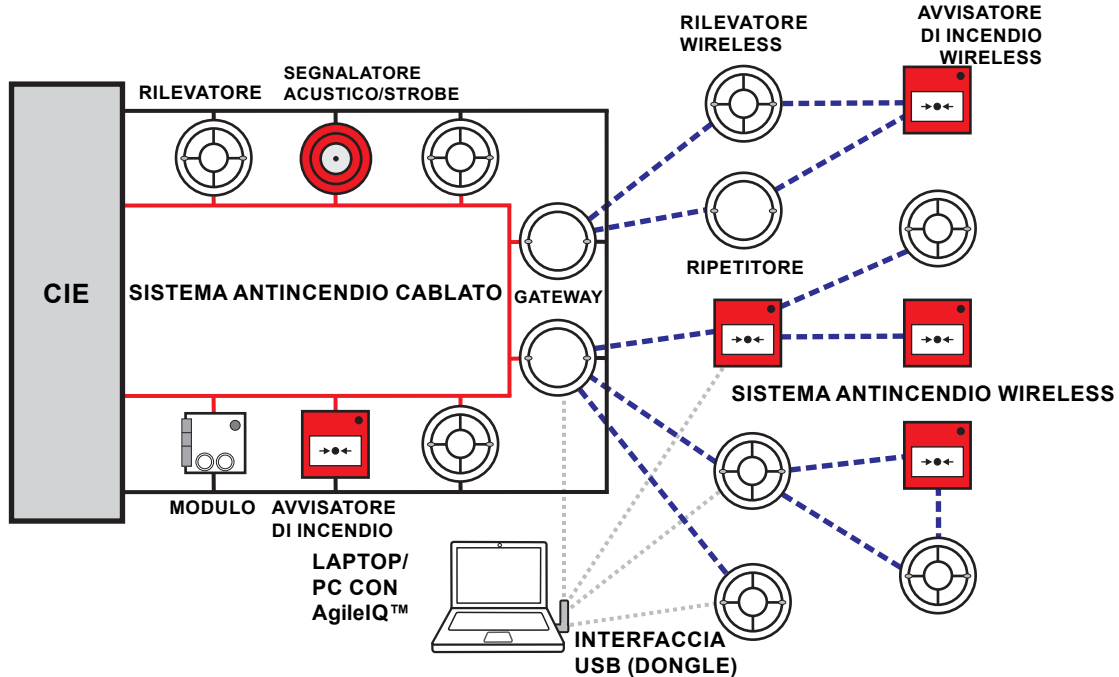 RILEVATORE
WIRELESS
AVVISATORE
DI INCENDIO
WIRELESS
RILEVATORE
SEGNALATORE
ACUSTICO/STROBE
CIE
SISTEMA ANTINCENDIO CABLATO
GATEWAY
RIPETITORE
SISTEMA ANTINCENDIO WIRELESS
MODULO
AVVISATORE
DI INCENDIO
LAPTOP/
PC CON
AgileIQ™
INTERFACCIA
USB (DONGLE)